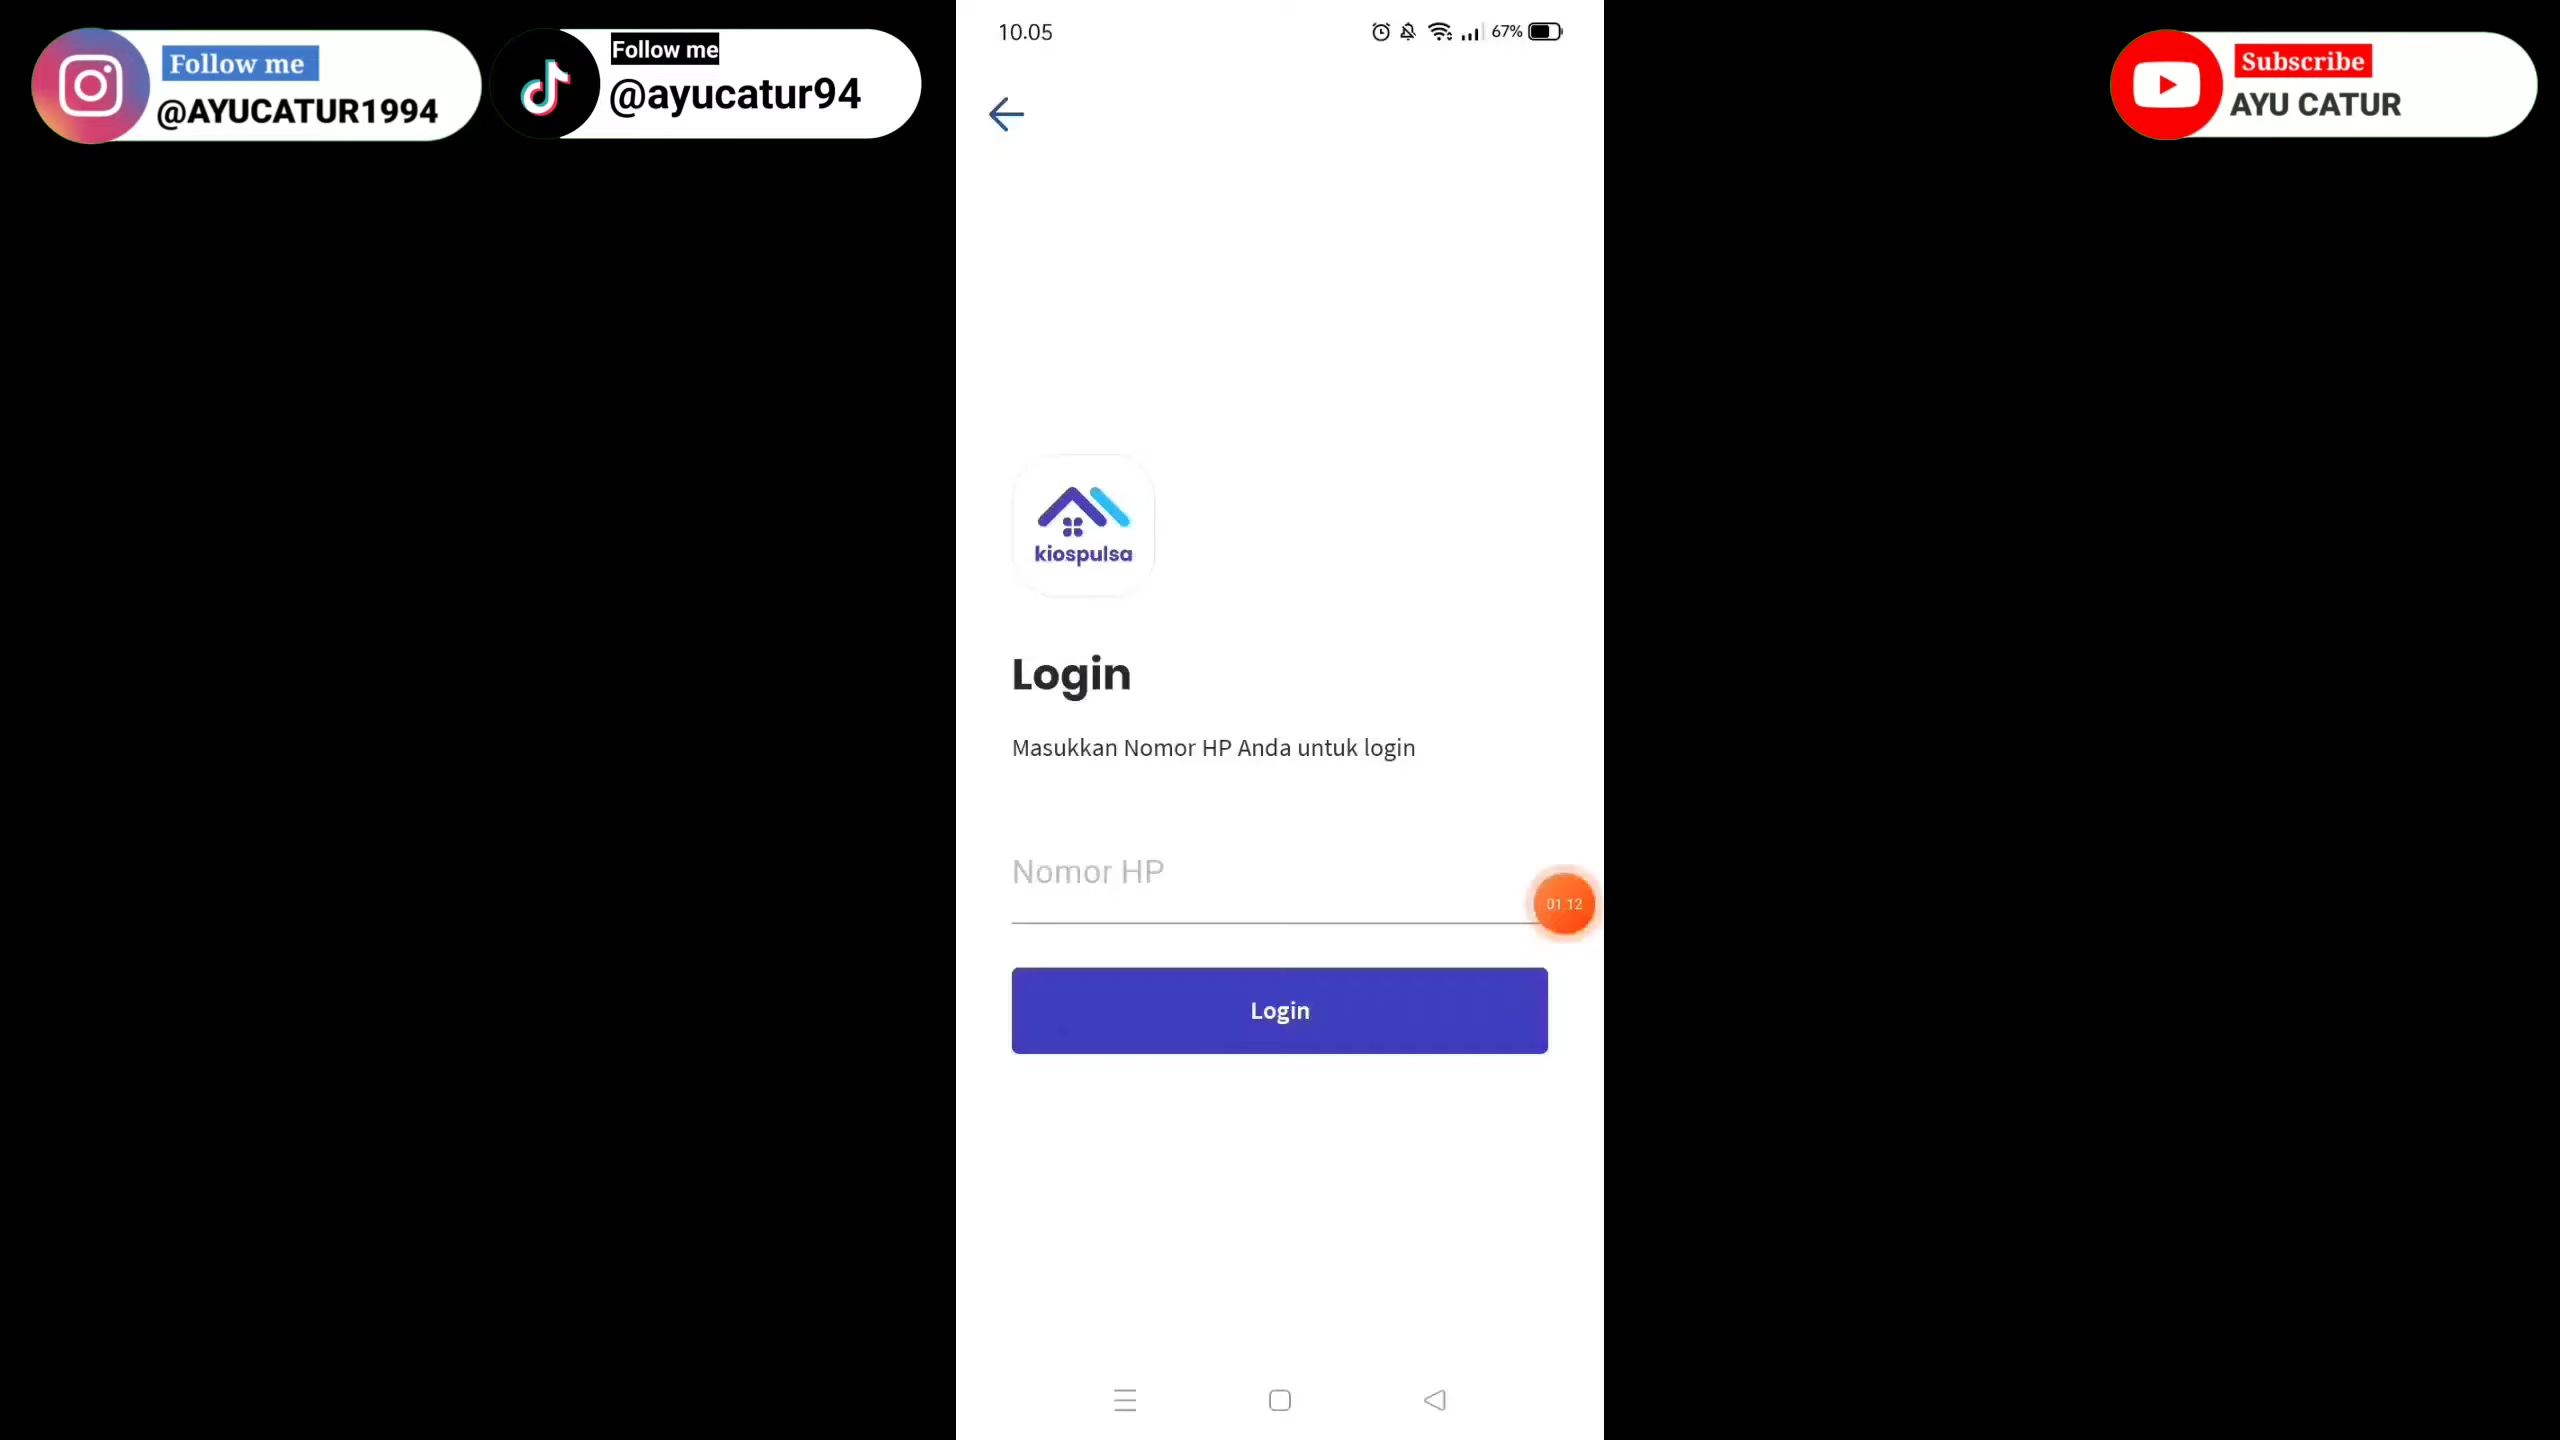 Follow me
@AYUCATUR1994
Follow me
@ayucatur94
Subscribe
AYU CATUR
10.05
67%
kiospulsa
Login
Masukkan Nomor HP Anda untuk login
Nomor HP
01:12
Login